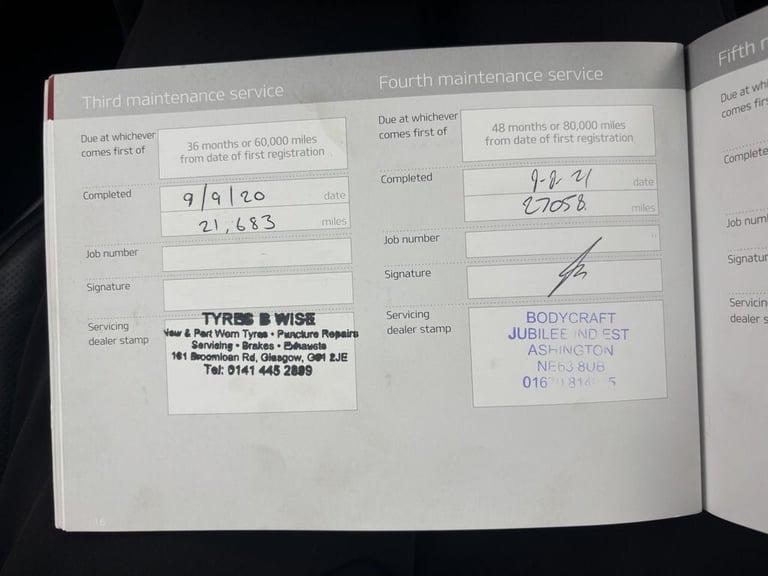 Third maintenance service
Due at whichever
comes first of
36 months or 60,000 miles
from date of first registration
Completed
9/9/20 date
21,683 miles
Job number
Signature
Servicing
dealer stamp
TYRES B WISE
New & Part Worn Tyres • Puncture Repairs
Servicing • Brakes • Exhausts
161 Broomloan Rd, Glasgow, G51 2JE
Tel: 0141 445 2899
16
Fourth maintenance service
Due at whichever
comes first of
48 months or 80,000 miles
from date of first registration
Completed
21 date
27058. miles
Job number
Signature
Servicing
dealer stamp
BODYCRAFT
JUBILEE IND EST
ASHINGTON
NE63 8UB
Fifth
Due at whi
comes firs
Complete
Job num
Signatur
Servicin
dealer s